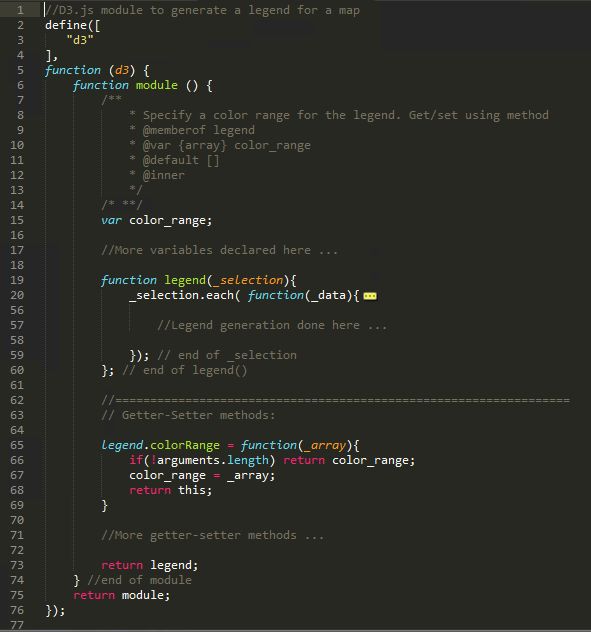 1 //D3.js module to generate a legend for a map
2 define([
3 "d3"
4 ],
5 function (d3) {
6 function module () {
7 /**
8 * Specify a color range for the legend. Get/set using method
9 * @memberof legend
10 * @var {array} color_range
11 * @default []
12 * @inner
13 */
14 /* **/
15 var color_range;
16
17 //More variables declared here ...
18
19 function legend(_selection){
20 _selection.each( function(_data){
56
57 //Legend generation done here ...
58
59 }); // end of _selection
60 }; // end of legend()
61
62 //=================================================================
63 // Getter-Setter methods:
64
65 legend.colorRange = function(_array){
66 if(!arguments.length) return color_range;
67 color_range = _array;
68 return this;
69 }
70
71 //More getter-setter methods ...
72
73 return legend;
74 } //end of module
75 return module;
76 });
77